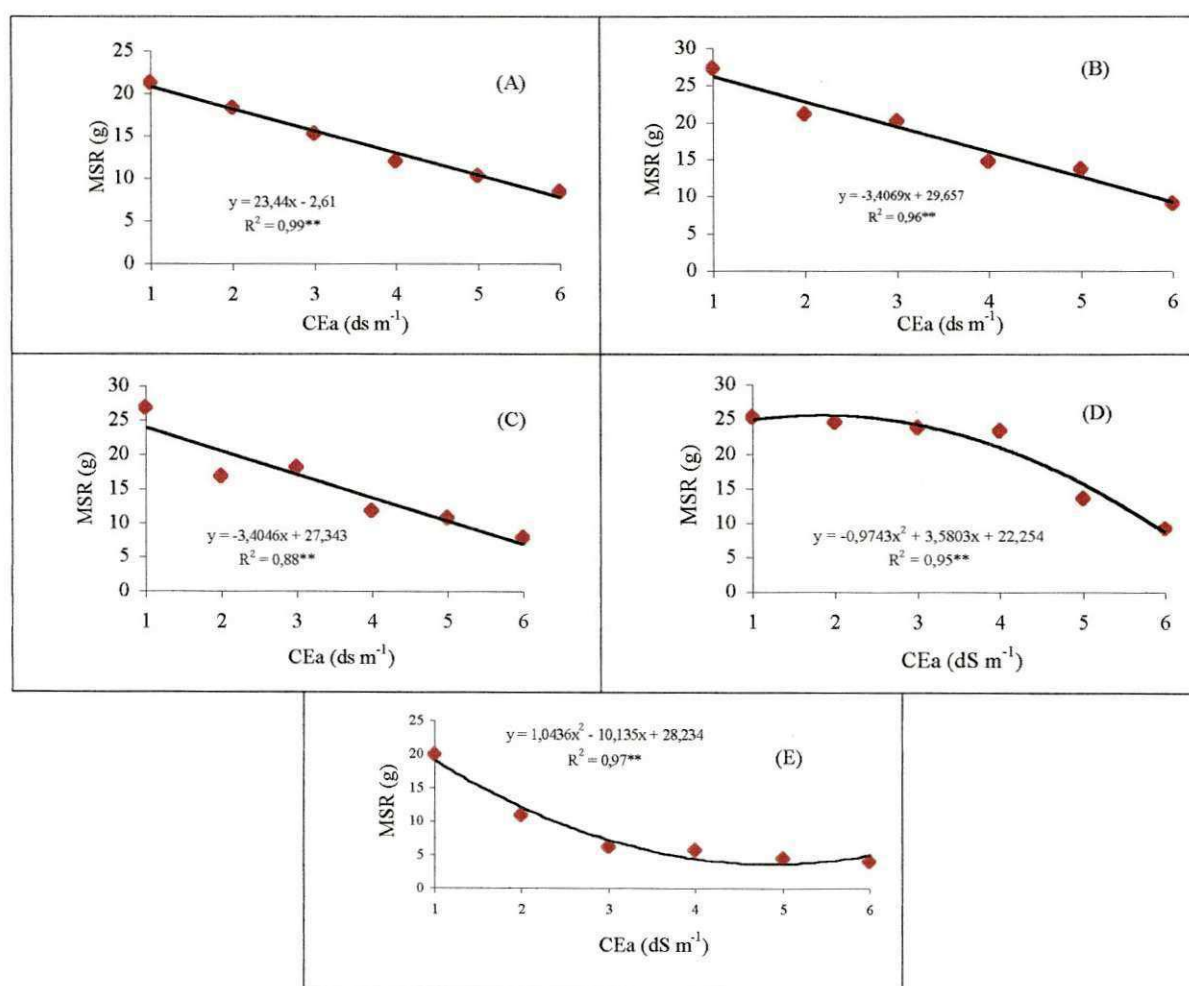 25
20
15
10
5
0
MSR (g)
(A)
y = 23,44x - 2,61
R² = 0,99**
1 2 3 4 5 6
CEa (ds m⁻¹)
30
25
20
15
10
5
0
MSR (g)
(B)
y = -3,4069x + 29,657
R² = 0,96**
1 2 3 4 5 6
CEa (ds m⁻¹)
30
25
20
15
10
5
0
MSR (g)
(C)
y = -3,4046x + 27,343
R² = 0,88**
1 2 3 4 5 6
CEa (ds m⁻¹)
30
25
20
15
10
5
0
MSR (g)
(D)
y = -0,9743x² + 3,5803x + 22,254
R² = 0,95**
1 2 3 4 5 6
CEa (dS m⁻¹)
25
20
15
10
5
0
MSR (g)
y = 1,0436x² - 10,135x + 28,234
R² = 0,97**
(E)
1 2 3 4 5 6
CEa (dS m⁻¹)